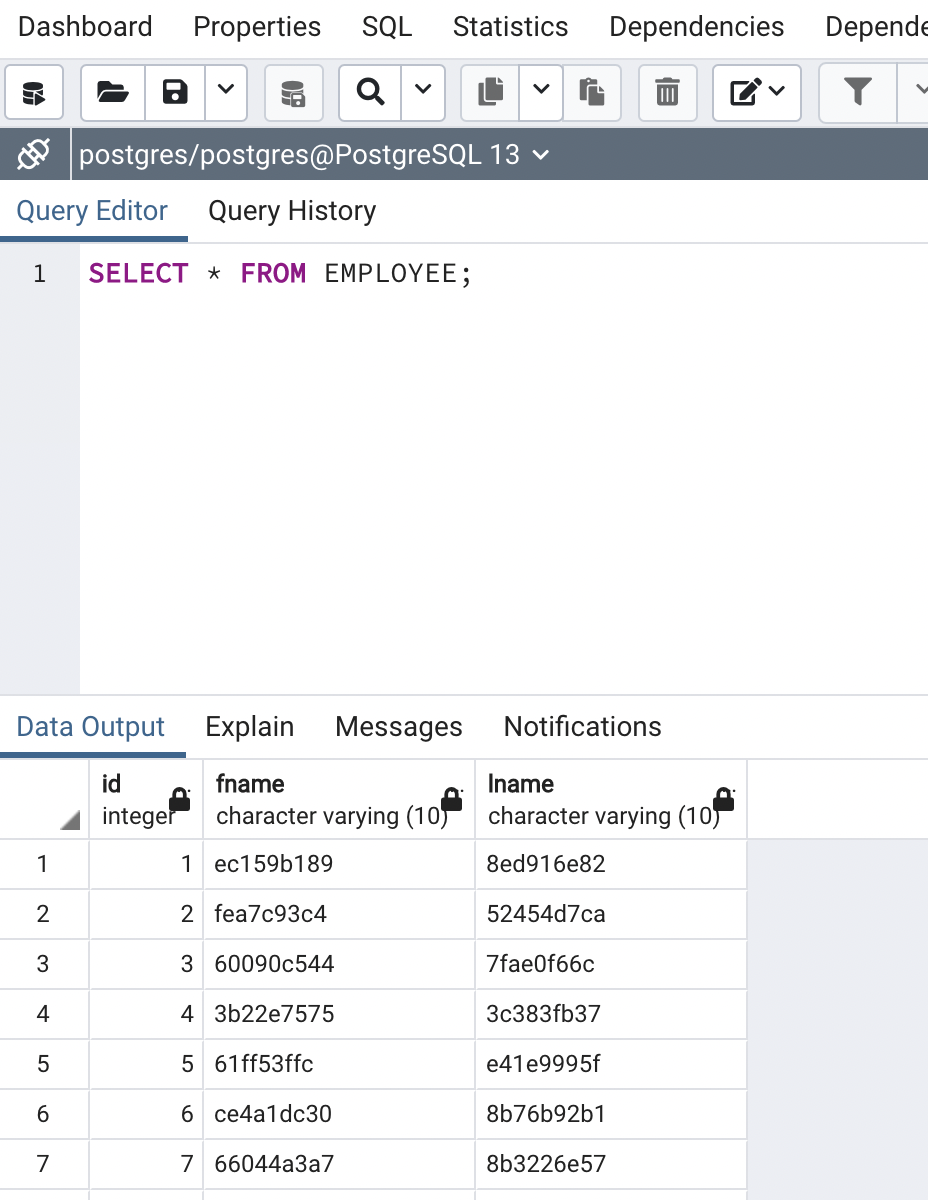 Dashboard Properties SQL Statistics Dependencies Depende
postgres/postgres@PostgreSQL 13
Query Editor Query History
1 SELECT * FROM EMPLOYEE;
Data Output Explain Messages Notifications
id fname lname
integer character varying (10) character varying (10)
1 1 ec159b189 8ed916e82
2 2 fea7c93c4 52454d7ca
3 3 60090c544 7fae0f66c
4 4 3b22e7575 3c383fb37
5 5 61ff53ffc e41e9995f
6 6 ce4a1dc30 8b76b92b1
7 7 66044a3a7 8b3226e57